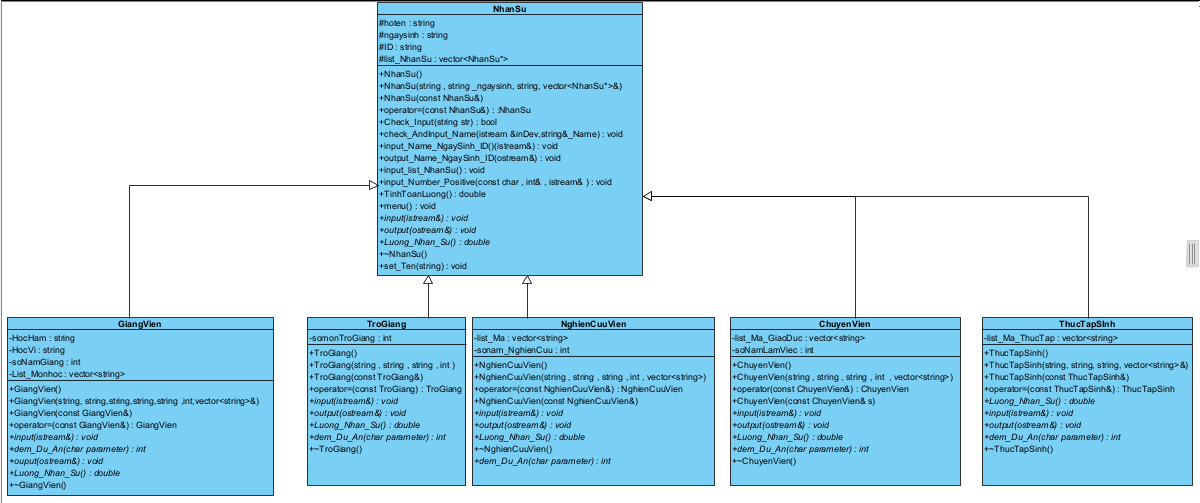 NhanSu
#hoten : string
#ngaysinh : string
#ID : string
#list_NhanSu : vector<NhanSu*>
+NhanSu()
+NhanSu(string , string _ngaysinh, string, vector<NhanSu*>&)
+NhanSu(const NhanSu&)
+operator=(const NhanSu&) : :NhanSu
+Check_Input(string str) : bool
+check_AndInput_Name(istream &inDev,string&_Name) : void
+input_Name_NgaySinh_ID()(istream&) : void
+output_Name_NgaySinh_ID(ostream&) : void
+input_list_NhanSu() : void
+input_Number_Positive(const char , int& , istream& ) : void
+TinhToanLuong() : double
+menu() : void
+input(istream&) : void
+output(ostream&) : void
+Luong_Nhan_Su() : double
+~NhanSu()
+set_Ten(string) : void
GiangVien
-HocHam : string
-HocVi : string
-soNamGiang : int
-List_Monhoc : vector<string>
+GiangVien()
+GiangVien(string, string,string,string,string ,int,vector<string>&)
+GiangVien(const GiangVien&)
+operator=(const GiangVien&) : GiangVien
+input(istream&) : void
+dem_Du_An(char parameter) : int
+ouput(ostream&) : void
+Luong_Nhan_Su() : double
+~GiangVien()
TroGiang
-somonTroGiang : int
+TroGiang()
+TroGiang(string , string , string , int )
+TroGiang(const TroGiang&)
+operator=(const TroGiang) : TroGiang
+input(istream&) : void
+output(ostream&) : void
+Luong_Nhan_Su() : double
+dem_Du_An(char parameter) : int
+~TroGiang()
NghienCuuVien
-list_Ma : vector<string>
-sonam_NghienCuu : int
+NghienCuuVien()
+NghienCuuVien(string , string , string , int , vector<string>)
+operator=(const NghienCuuVien&) : NghienCuuVien
+NghienCuuVien(const NghienCuuVien&)
+input(istream&) : void
+output(ostream&) : void
+Luong_Nhan_Su() : double
+~NghienCuuVien()
+dem_Du_An(char parameter) : int
ChuyenVien
-list_Ma_GiaoDuc : vector<string>
-soNamLamViec : int
+ChuyenVien()
+ChuyenVien(string , string , string , int , vector<string>)
+operator(const ChuyenVien&) : ChuyenVien
+ChuyenVien(const ChuyenVien& s)
+input(istream&) : void
+output(ostream&) : void
+Luong_Nhan_Su() : double
+dem_Du_An(char parameter) : int
+~ChuyenVien()
ThucTapSInh
-list_Ma_ThucTap : vector<string>
+ThucTapSinh()
+ThucTapSinh(string, string, string, vector<string>&)
+ThucTapSinh(const ThucTapSinh&)
+operator=(const ThucTapSinh&) : ThucTapSinh
+Luong_Nhan_Su() : double
+input(istream&) : void
+output(ostream&) : void
+dem_Du_An(char parameter) : int
+~ThucTapSinh()